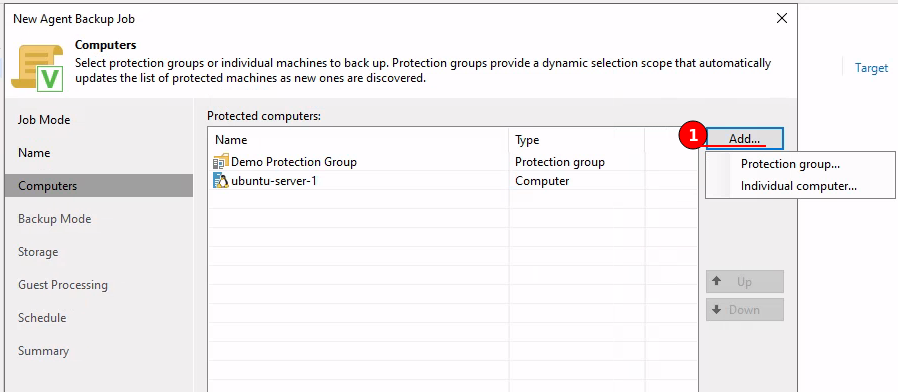 New Agent Backup Job
Computers
Select protection groups or individual machines to back up. Protection groups provide a dynamic selection scope that automatically
updates the list of protected machines as new ones are discovered.
V
Target
Job Mode
Name
Computers
Backup Mode
Storage
Guest Processing
Schedule
Summary
Protected computers:
Name Type
Demo Protection Group Protection group
ubuntu-server-1 Computer
1
Add...
Protection group...
Individual computer...
Up
Down